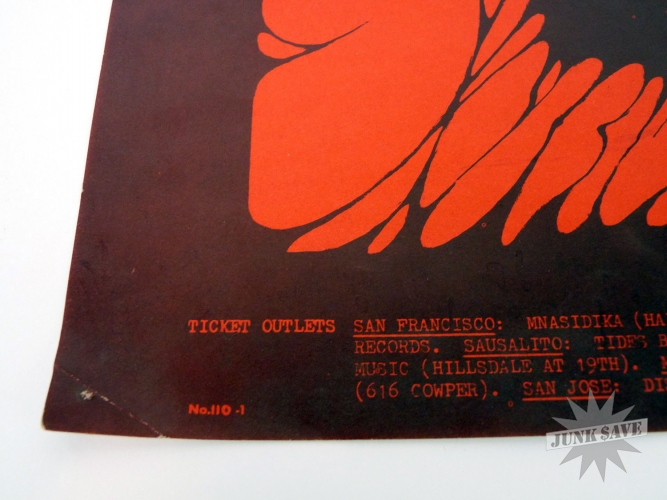 TICKET OUTLETS SAN FRANCISCO: MNASIDIKA (HA
RECORDS. SAUSALITO: TIDES B
MUSIC (HILLSDALE AT 19TH).
(616 COWPER). SAN JOSE: DI
No.110 -1
JUNK SAVE